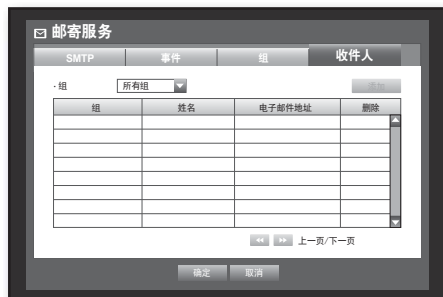 邮寄服务
SMTP 事件 组 收件人
· 组 所有组 添加
组 姓名 电子邮件地址 删除
上一页/下一页
确定 取消